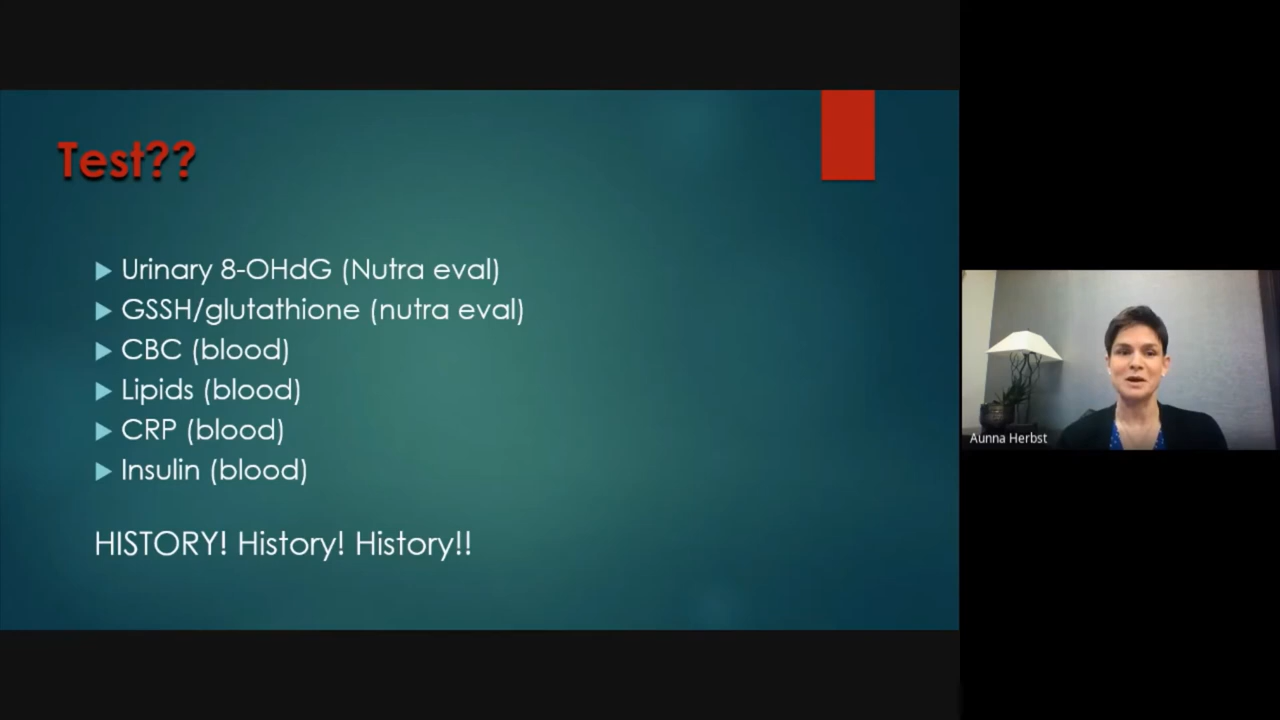 Test??
Urinary 8-OHdG (Nutra eval)
GSSH/glutathione (nutra eval)
CBC (blood)
Lipids (blood)
CRP (blood)
Insulin (blood)
HISTORY! History! History!!
Aunna Herbst